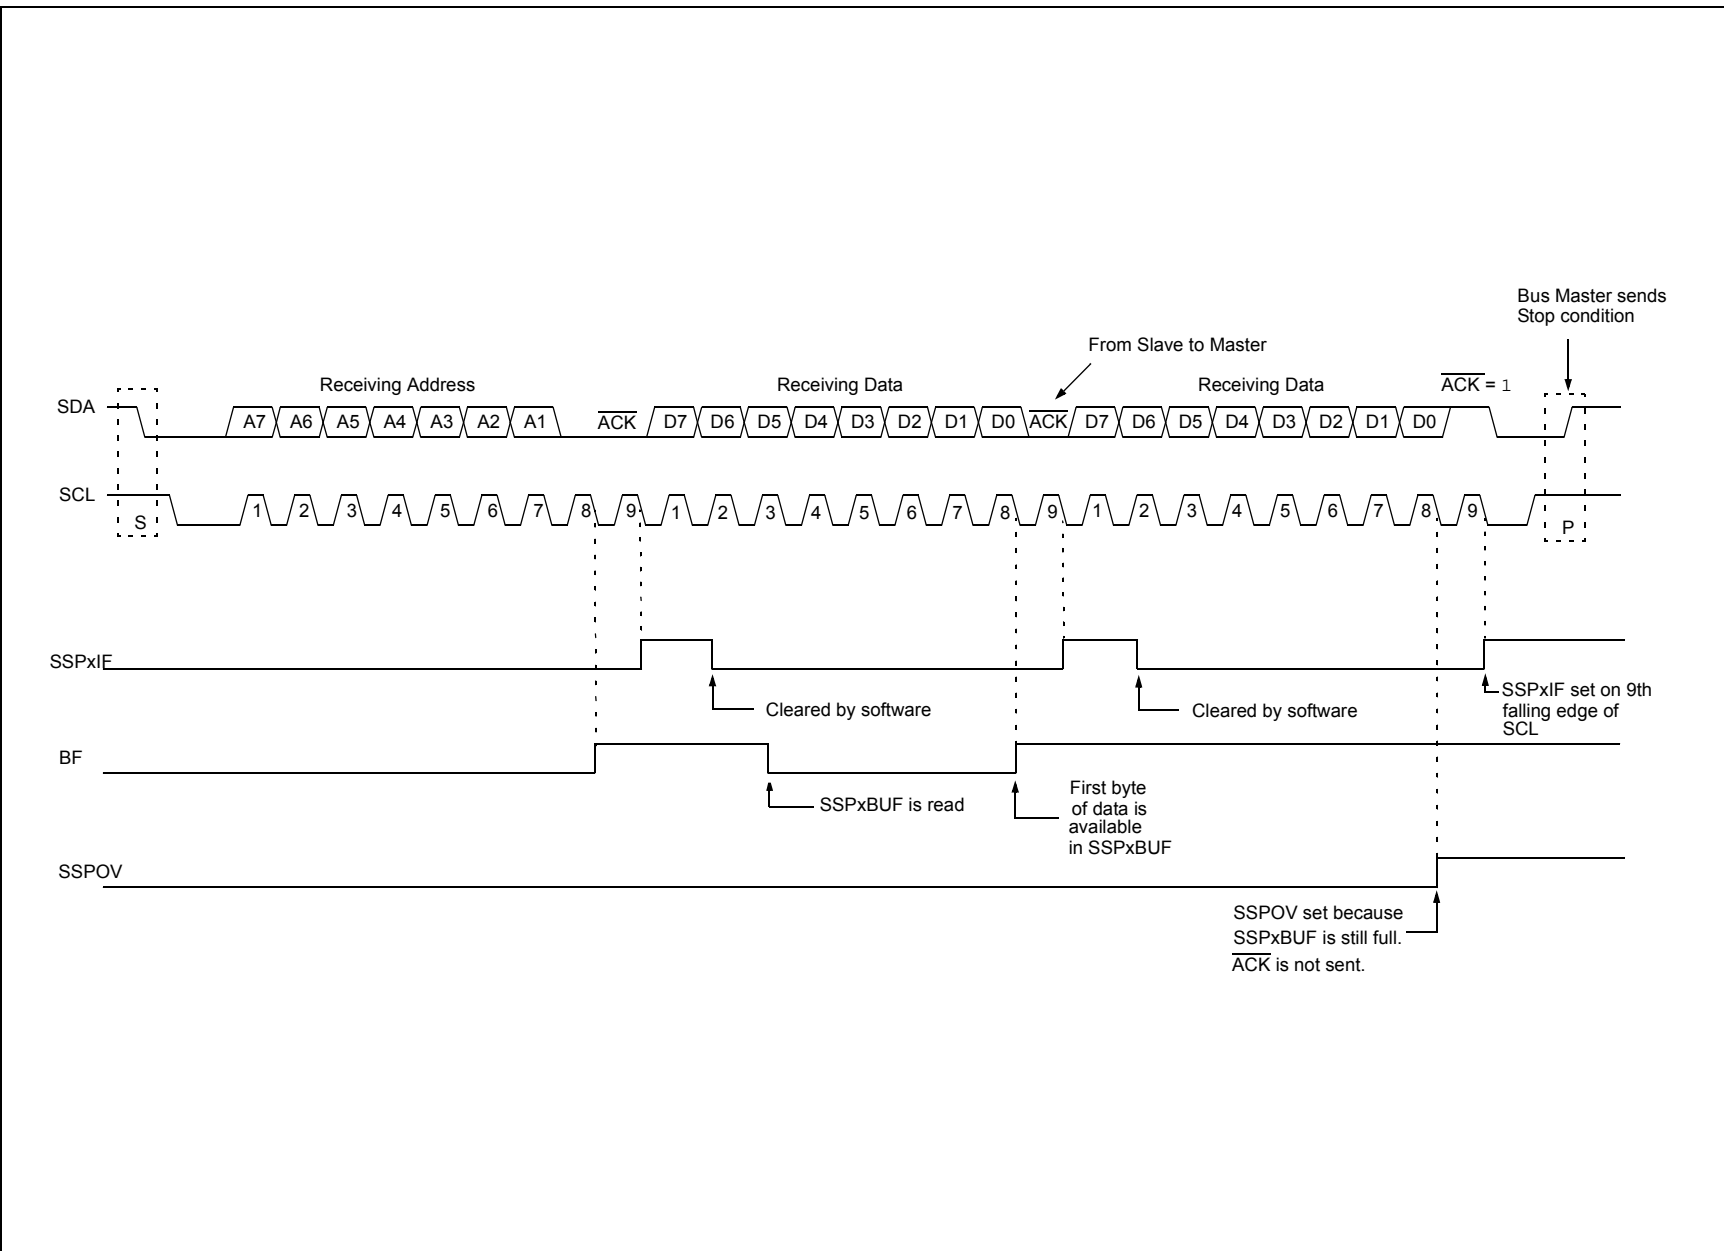 Bus Master sends
Stop condition
From Slave to Master
Receiving Address
Receiving Data
Receiving Data
ACK = 1
SDA
A7 A6 A5 A4 A3 A2 A1 ACK D7 D6 D5 D4 D3 D2 D1 D0 ACK D7 D6 D5 D4 D3 D2 D1 D0
SCL
S
1 2 3 4 5 6 7 8 9 1 2 3 4 5 6 7 8 9 1 2 3 4 5 6 7 8 9
P
SSPxIF
Cleared by software
Cleared by software
SSPxIF set on 9th
falling edge of
SCL
BF
SSPxBUF is read
First byte
of data is
available
in SSPxBUF
SSPOV
SSPOV set because
SSPxBUF is still full.
ACK is not sent.